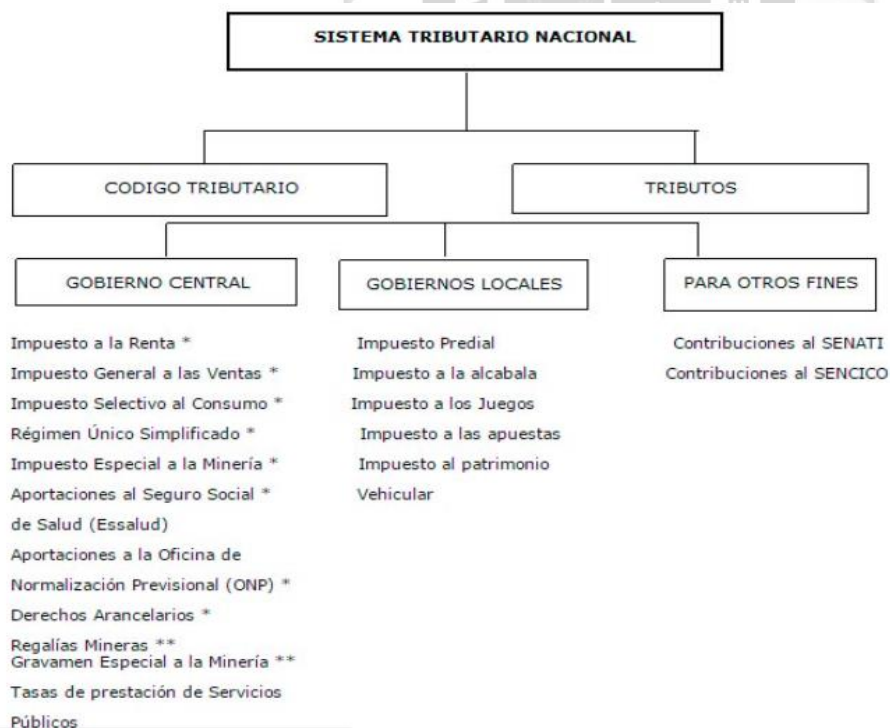 SISTEMA TRIBUTARIO NACIONAL
CODIGO TRIBUTARIO
TRIBUTOS
GOBIERNO CENTRAL
Impuesto a la Renta *
Impuesto General a las Ventas *
Impuesto Selectivo al Consumo *
Régimen Único Simplificado *
Impuesto Especial a la Minería *
Aportaciones al Seguro Social *
de Salud (Essalud)
Aportaciones a la Oficina de
Normalización Previsional (ONP) *
Derechos Arancelarios *
Regalías Mineras **
Gravamen Especial a la Minería **
Tasas de prestación de Servicios
Públicos
GOBIERNOS LOCALES
Impuesto Predial
Impuesto a la alcabala
Impuesto a los Juegos
Impuesto a las apuestas
Impuesto al patrimonio
Vehicular
PARA OTROS FINES
Contribuciones al SENATI
Contribuciones al SENCICO